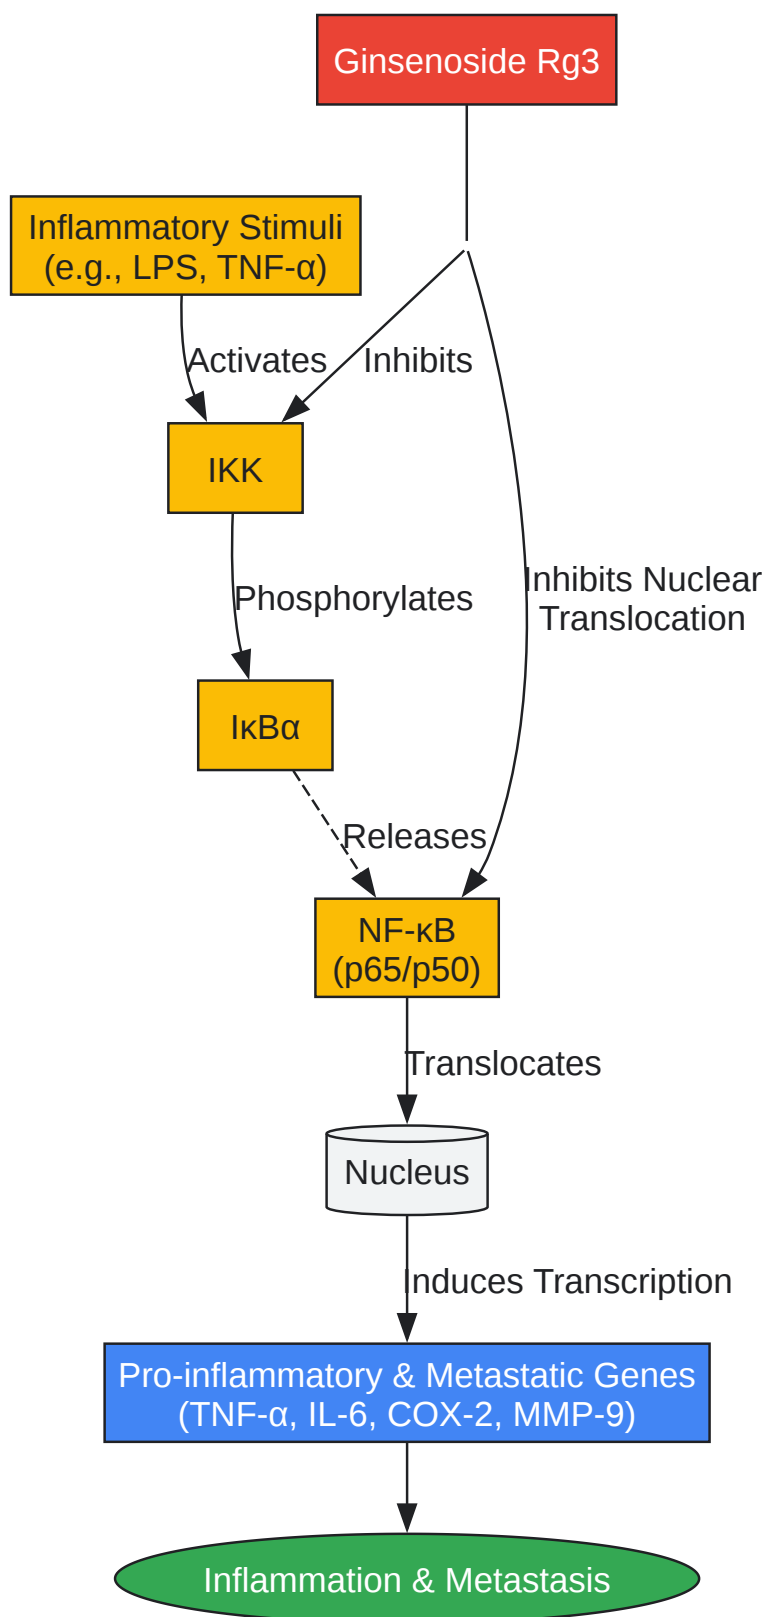 Ginsenoside Rg3
Inflammatory Stimuli
(e.g., LPS, TNF-α)
Activates
Inhibits
IKK
Inhibits Nuclear
Translocation
Phosphorylates
IκBα
Releases
NF-κB
(p65/p50)
Translocates
Nucleus
Induces Transcription
Pro-inflammatory & Metastatic Genes
(TNF-α, IL-6, COX-2, MMP-9)
Inflammation & Metastasis